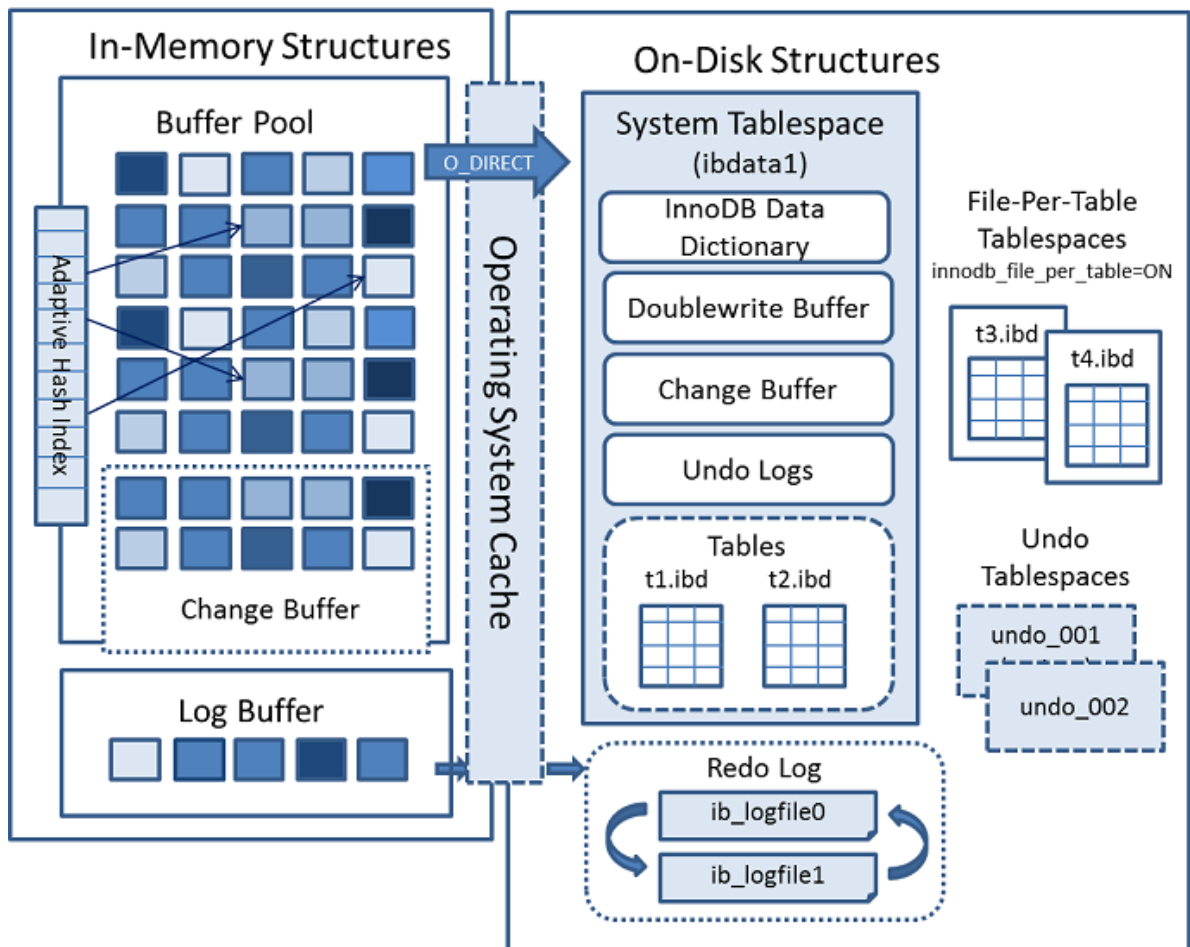 In-Memory Structures
Buffer Pool
Adaptive Hash Index
Change Buffer
Log Buffer
Operating System Cache
O_DIRECT
On-Disk Structures
System Tablespace
(ibdata1)
InnoDB Data
Dictionary
Doublewrite Buffer
Change Buffer
Undo Logs
Tables
t1.ibd
t2.ibd
Redo Log
ib_logfile0
ib_logfile1
File-Per-Table
Tablespaces
innodb_file_per_table=ON
t3.ibd
t4.ibd
Undo
Tablespaces
undo_001
undo_002